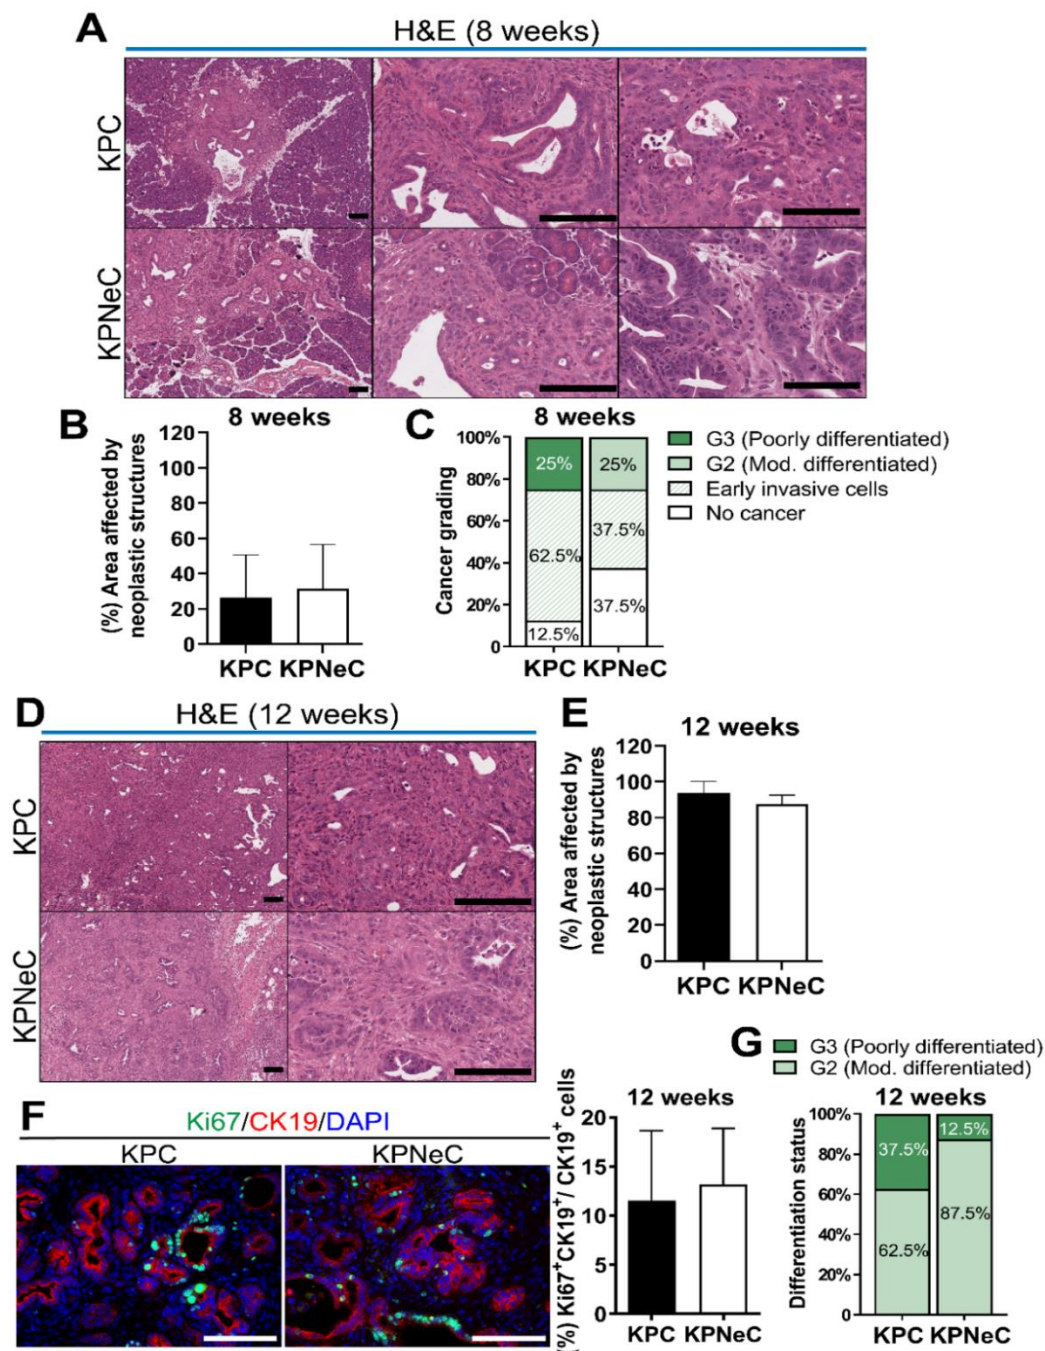 A
H&E (8 weeks)
KPC
KPNeC
B
8 weeks
(%) Area affected by
neoplastic structures
120
100
80
60
40
20
0
KPC KPNeC
C
8 weeks
Cancer grading
100%
80%
60%
40%
20%
0
25%
62.5%
12.5%
25%
37.5%
37.5%
KPC KPNeC
G3 (Poorly differentiated)
G2 (Mod. differentiated)
Early invasive cells
No cancer
D
H&E (12 weeks)
KPC
KPNeC
E
12 weeks
(%) Area affected by
neoplastic structures
120
100
80
60
40
20
0
KPC KPNeC
F
Ki67/CK19/DAPI
KPC
KPNeC
12 weeks
(%) Ki67⁺CK19⁺/ CK19⁺ cells
20
15
10
5
0
KPC KPNeC
G
G3 (Poorly differentiated)
G2 (Mod. differentiated)
12 weeks
Differentiation status
100%
80%
60%
40%
20%
0
37.5%
62.5%
12.5%
87.5%
KPC KPNeC